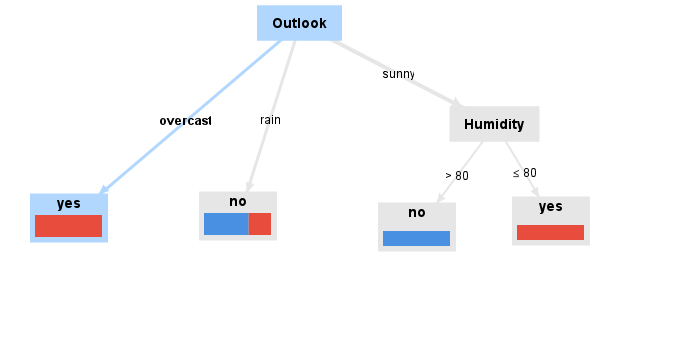 Outlook
sunny
overcast
rain
Humidity
> 80
≤ 80
yes
no
no
yes